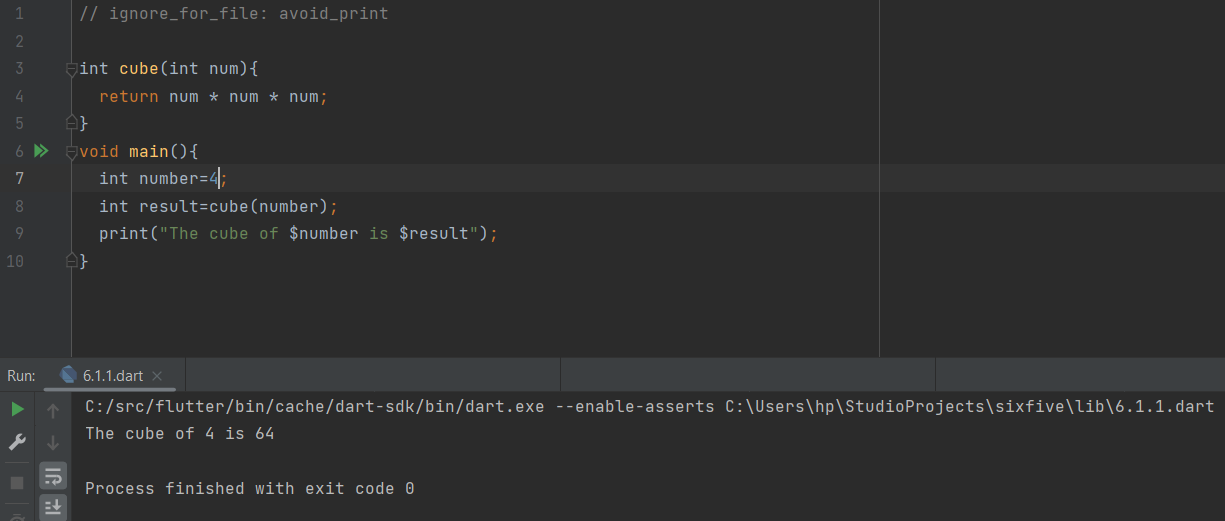 1 // ignore_for_file: avoid_print
2
3 int cube(int num){
4 return num * num * num;
5 }
6 void main(){
7 int number=4;
8 int result=cube(number);
9 print("The cube of $number is $result");
10 }
Run: 6.1.1.dart
C:/src/flutter/bin/cache/dart-sdk/bin/dart.exe --enable-asserts C:\Users\hp\StudioProjects\sixfive\lib\6.1.1.dart
The cube of 4 is 64
Process finished with exit code 0